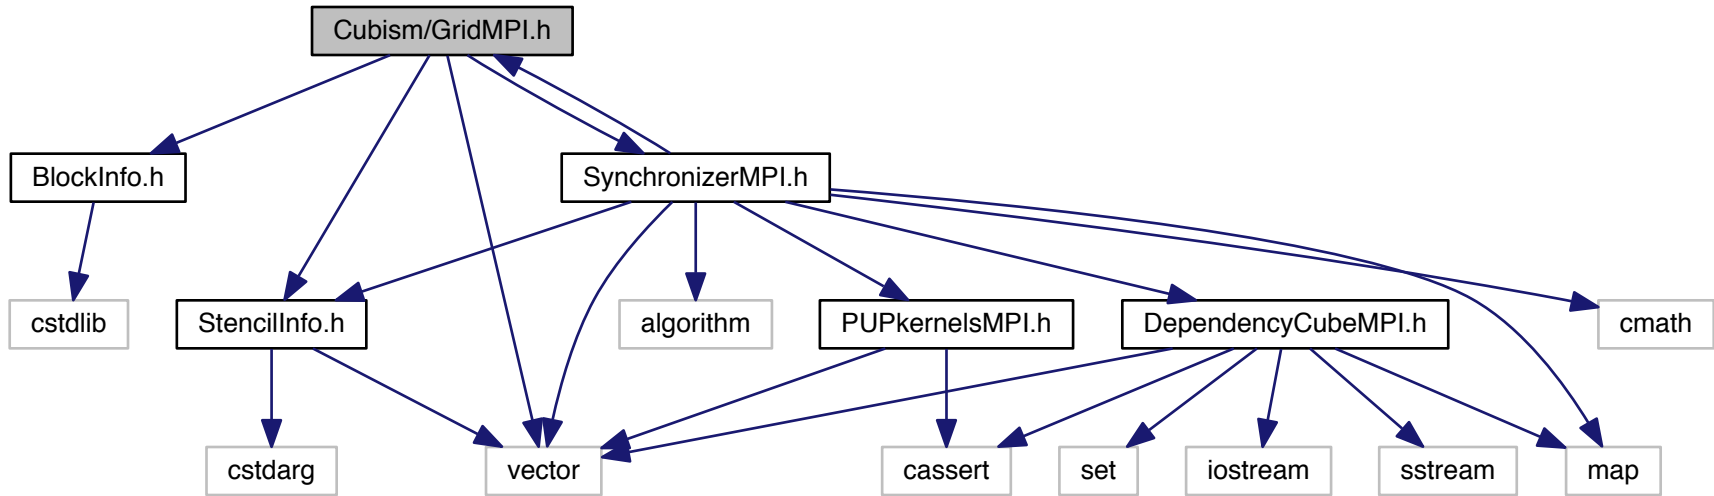 Cubism/GridMPI.h
BlockInfo.h
SynchronizerMPI.h
cstdlib
StencilInfo.h
algorithm
PUPkernelsMPI.h
DependencyCubeMPI.h
cmath
cstdarg
vector
cassert
set
iostream
sstream
map